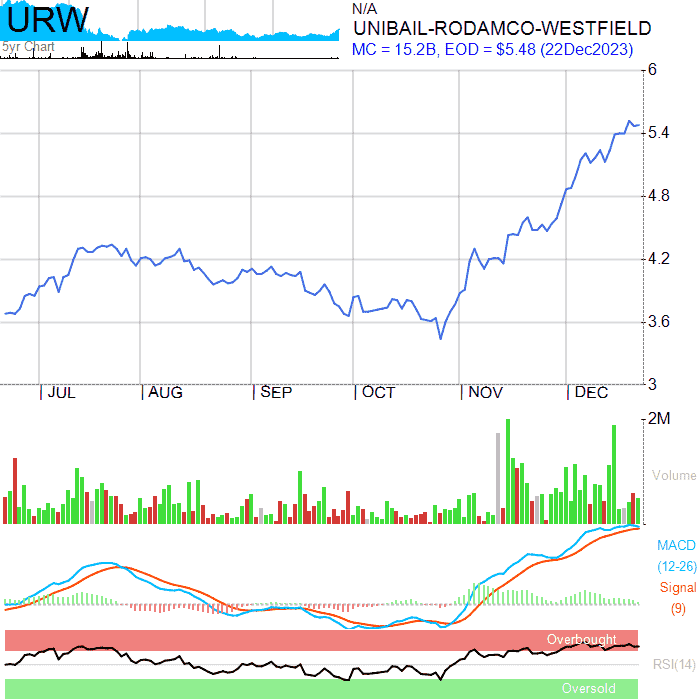 URW
5yr Chart
N/A
UNIBAIL-RODAMCO-WESTFIELD
MC = 15.2B, EOD = $5.48 (22Dec2023)
6
5.4
4.8
4.2
3.6
3
JUL AUG SEP OCT NOV DEC
2M
Volume
MACD
(12-26)
Signal
(9)
Overbought
RSI(14)
Oversold